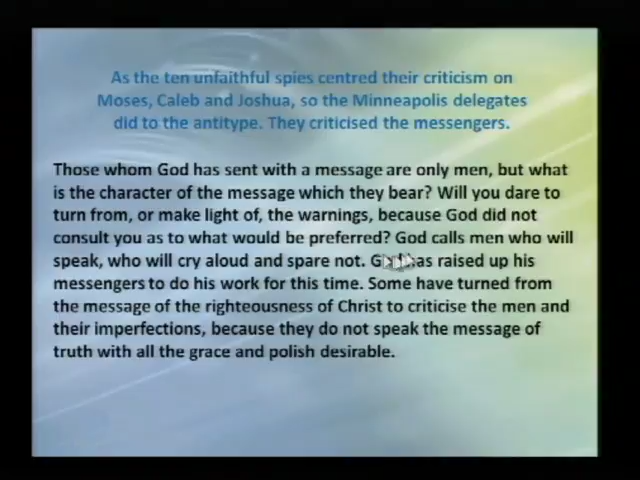 As the ten unfaithful spies centred their criticism on
Moses, Caleb and Joshua, so the Minneapolis delegates
did to the antitype. They criticised the messengers.
Those whom God has sent with a message are only men, but what
is the character of the message which they bear? Will you dare to
turn from, or make light of, the warnings, because God did not
consult you as to what would be preferred? God calls men who will
speak, who will cry aloud and spare not. God has raised up his
messengers to do his work for this time. Some have turned from
the message of the righteousness of Christ to criticise the men and
their imperfections, because they do not speak the message of
truth with all the grace and polish desirable.